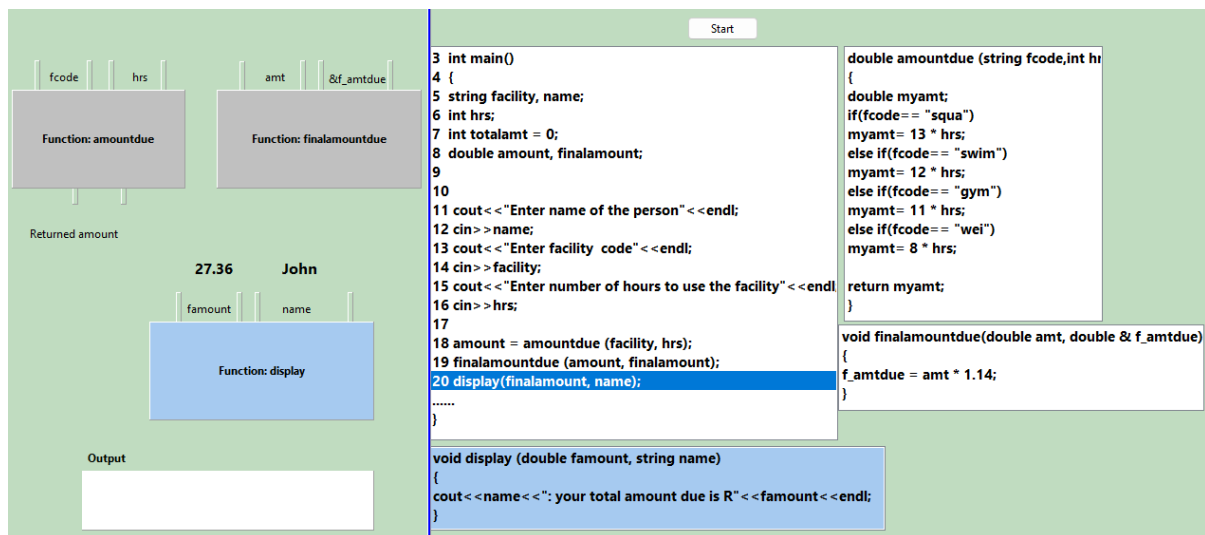 Start
fcode hrs
amt &f_amtdue
Function: amountdue
Function: finalamountdue
Returned amount
27.36 John
famount name
Function: display
Output
3 int main()
4 {
5 string facility, name;
6 int hrs;
7 int totalamt = 0;
8 double amount, finalamount;
9
10
11 cout<<"Enter name of the person"<<endl;
12 cin>>name;
13 cout<<"Enter facility  code"<<endl;
14 cin>>facility;
15 cout<<"Enter number of hours to use the facility"<<endl
16 cin>>hrs;
17
18 amount = amountdue (facility, hrs);
19 finalamountdue (amount, finalamount);
20 display(finalamount, name);
......
}
double amountdue (string fcode,int hr
{
double myamt;
if(fcode== "squa")
myamt= 13 * hrs;
else if(fcode== "swim")
myamt= 12 * hrs;
else if(fcode== "gym")
myamt= 11 * hrs;
else if(fcode== "wei")
myamt= 8 * hrs;
return myamt;
}
void finalamountdue(double amt, double & f_amtdue)
{
f_amtdue = amt * 1.14;
}
void display (double famount, string name)
{
cout<<name<<": your total amount due is R"<<famount<<endl;
}